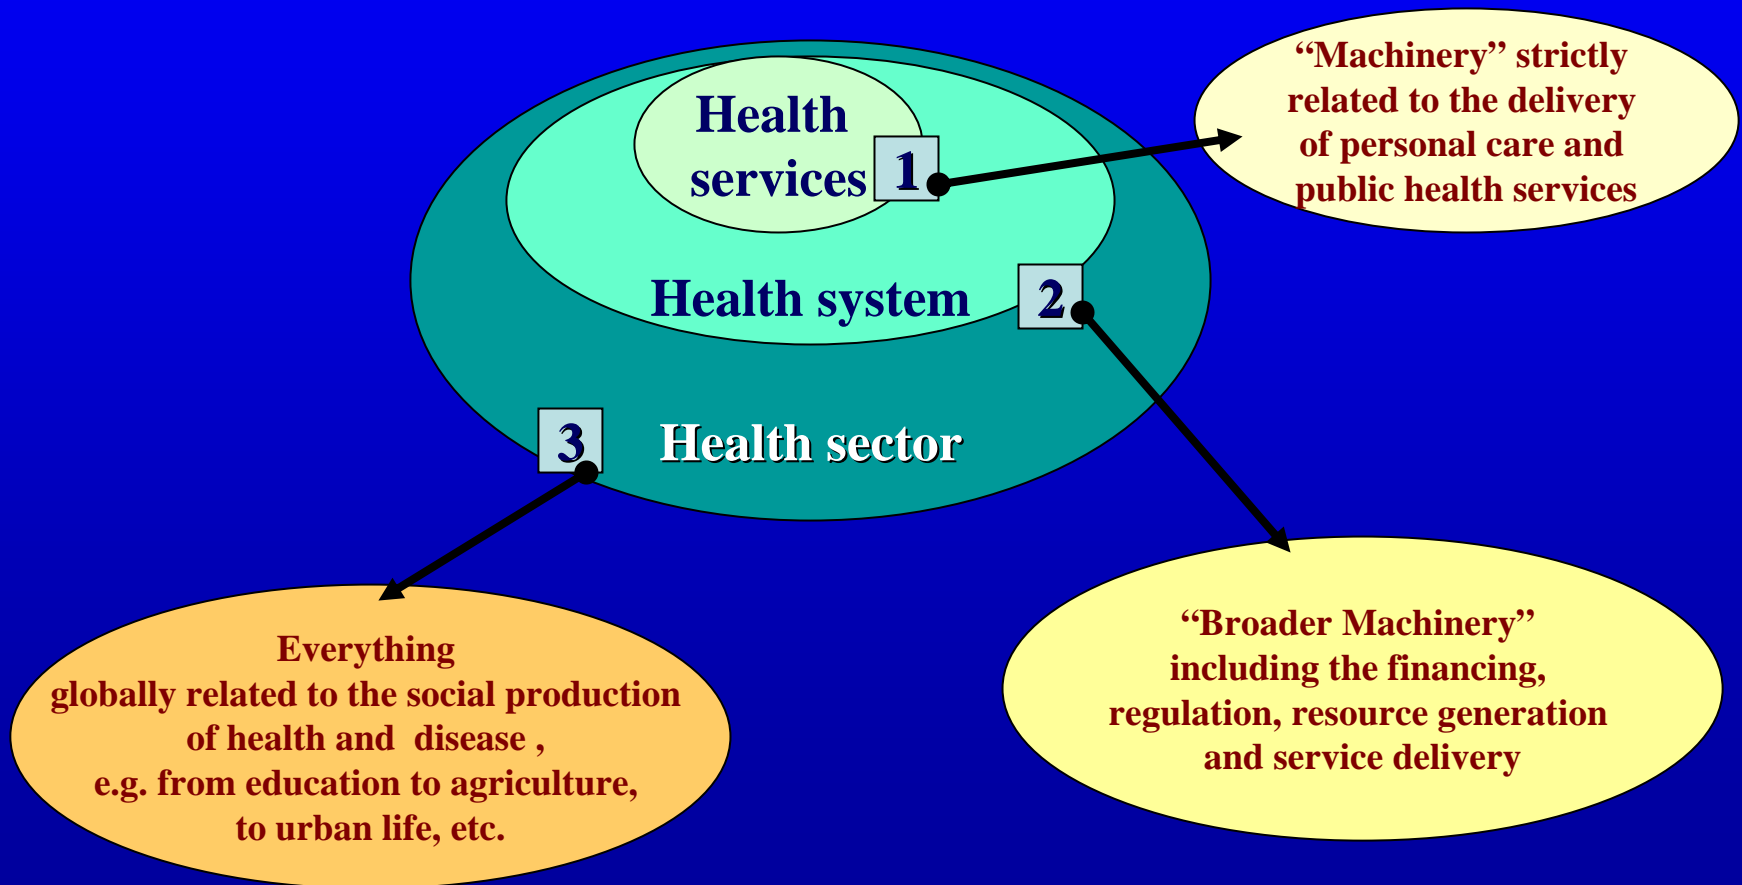 Health
services
1
“Machinery” strictly
related to the delivery
of personal care and
public health services
Health system
2
3
Health sector
Everything
globally related to the social production
of health and disease ,
e.g. from education to agriculture,
to urban life, etc.
“Broader Machinery”
including the financing,
regulation, resource generation
and service delivery